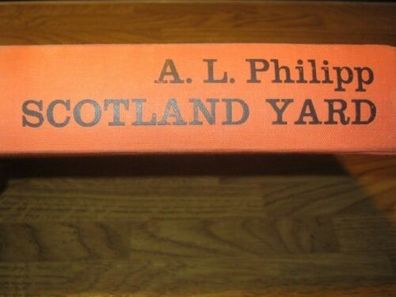 A. L. Philipp
SCOTLAND YARD